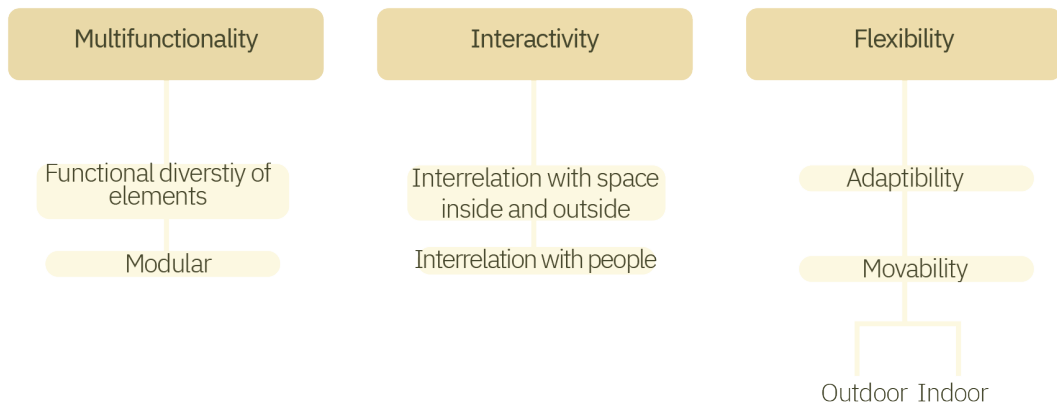 Multifunctionality
Functional diverstiy of
elements
Modular
Interactivity
Interrelation with space
inside and outside
Interrelation with people
Flexibility
Adaptibility
Movability
Outdoor Indoor